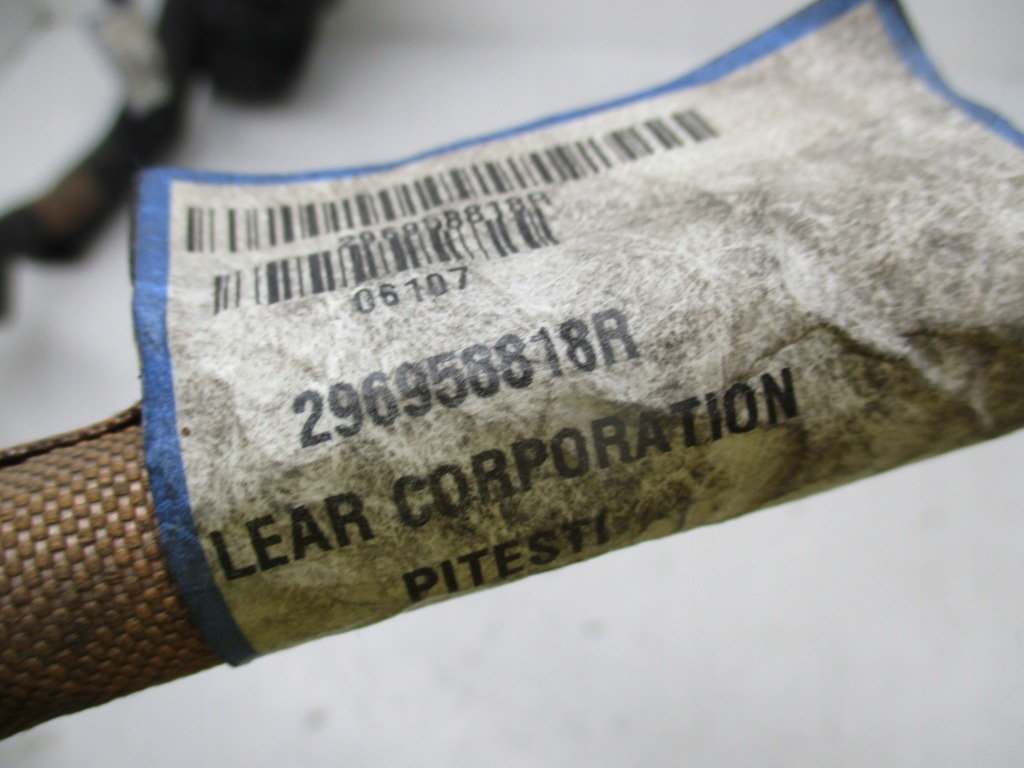 296958818R
06107
296958818R
LEAR CORPORATION
PITESTI